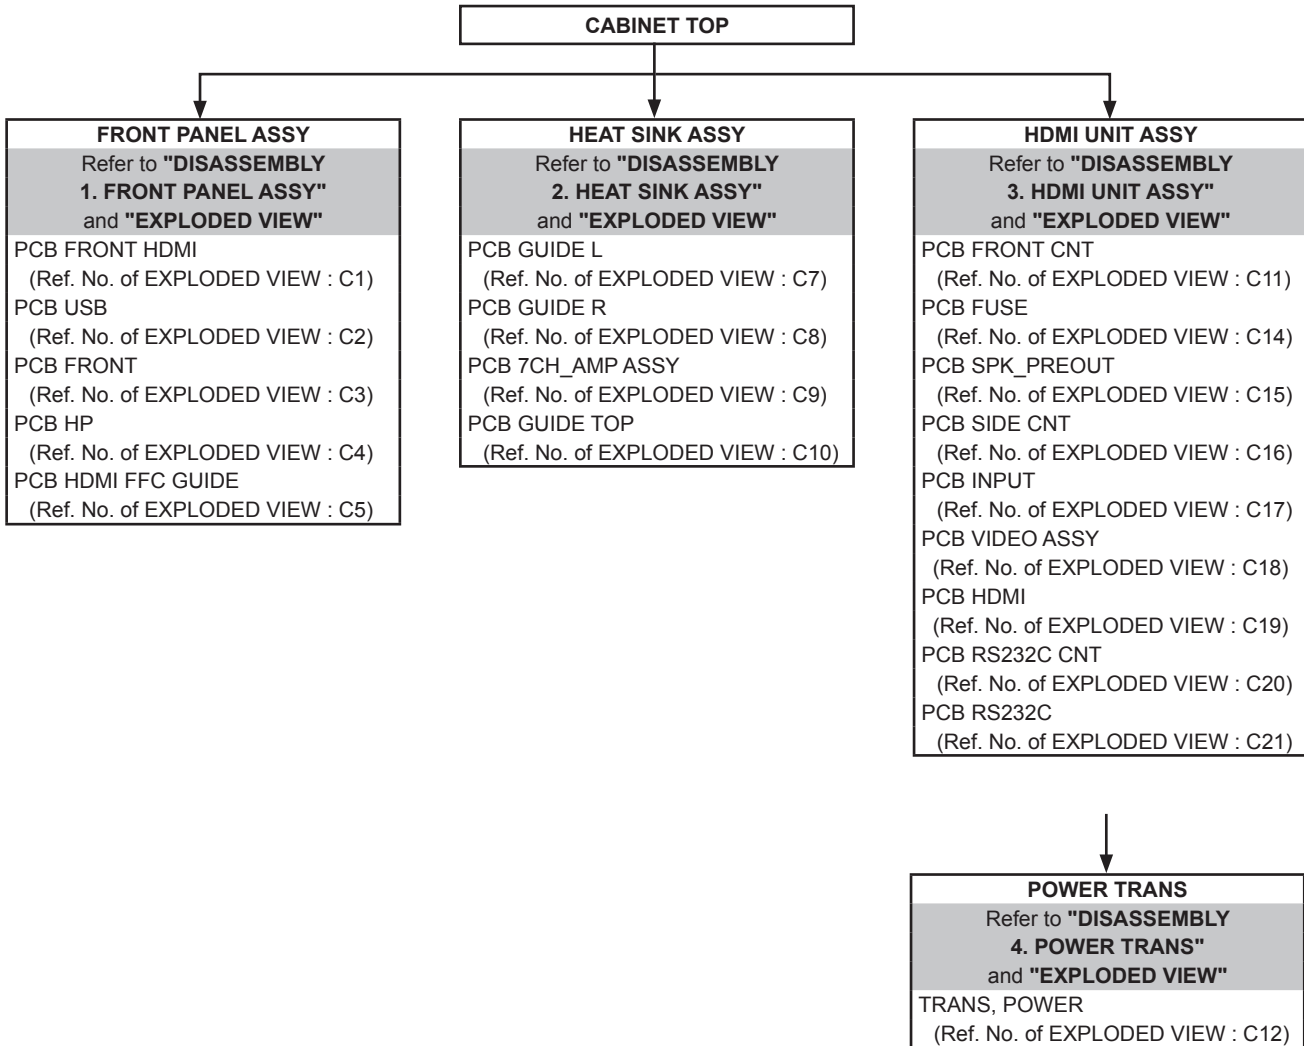 CABINET TOP
FRONT PANEL ASSY
Refer to "DISASSEMBLY
1. FRONT PANEL ASSY"
and "EXPLODED VIEW"
PCB FRONT HDMI
(Ref. No. of EXPLODED VIEW : C1)
PCB USB
(Ref. No. of EXPLODED VIEW : C2)
PCB FRONT
(Ref. No. of EXPLODED VIEW : C3)
PCB HP
(Ref. No. of EXPLODED VIEW : C4)
PCB HDMI FFC GUIDE
(Ref. No. of EXPLODED VIEW : C5)
HEAT SINK ASSY
Refer to "DISASSEMBLY
2. HEAT SINK ASSY"
and "EXPLODED VIEW"
PCB GUIDE L
(Ref. No. of EXPLODED VIEW : C7)
PCB GUIDE R
(Ref. No. of EXPLODED VIEW : C8)
PCB 7CH_AMP ASSY
(Ref. No. of EXPLODED VIEW : C9)
PCB GUIDE TOP
(Ref. No. of EXPLODED VIEW : C10)
HDMI UNIT ASSY
Refer to "DISASSEMBLY
3. HDMI UNIT ASSY"
and "EXPLODED VIEW"
PCB FRONT CNT
(Ref. No. of EXPLODED VIEW : C11)
PCB FUSE
(Ref. No. of EXPLODED VIEW : C14)
PCB SPK_PREOUT
(Ref. No. of EXPLODED VIEW : C15)
PCB SIDE CNT
(Ref. No. of EXPLODED VIEW : C16)
PCB INPUT
(Ref. No. of EXPLODED VIEW : C17)
PCB VIDEO ASSY
(Ref. No. of EXPLODED VIEW : C18)
PCB HDMI
(Ref. No. of EXPLODED VIEW : C19)
PCB RS232C CNT
(Ref. No. of EXPLODED VIEW : C20)
PCB RS232C
(Ref. No. of EXPLODED VIEW : C21)
POWER TRANS
Refer to "DISASSEMBLY
4. POWER TRANS"
and "EXPLODED VIEW"
TRANS, POWER
(Ref. No. of EXPLODED VIEW : C12)